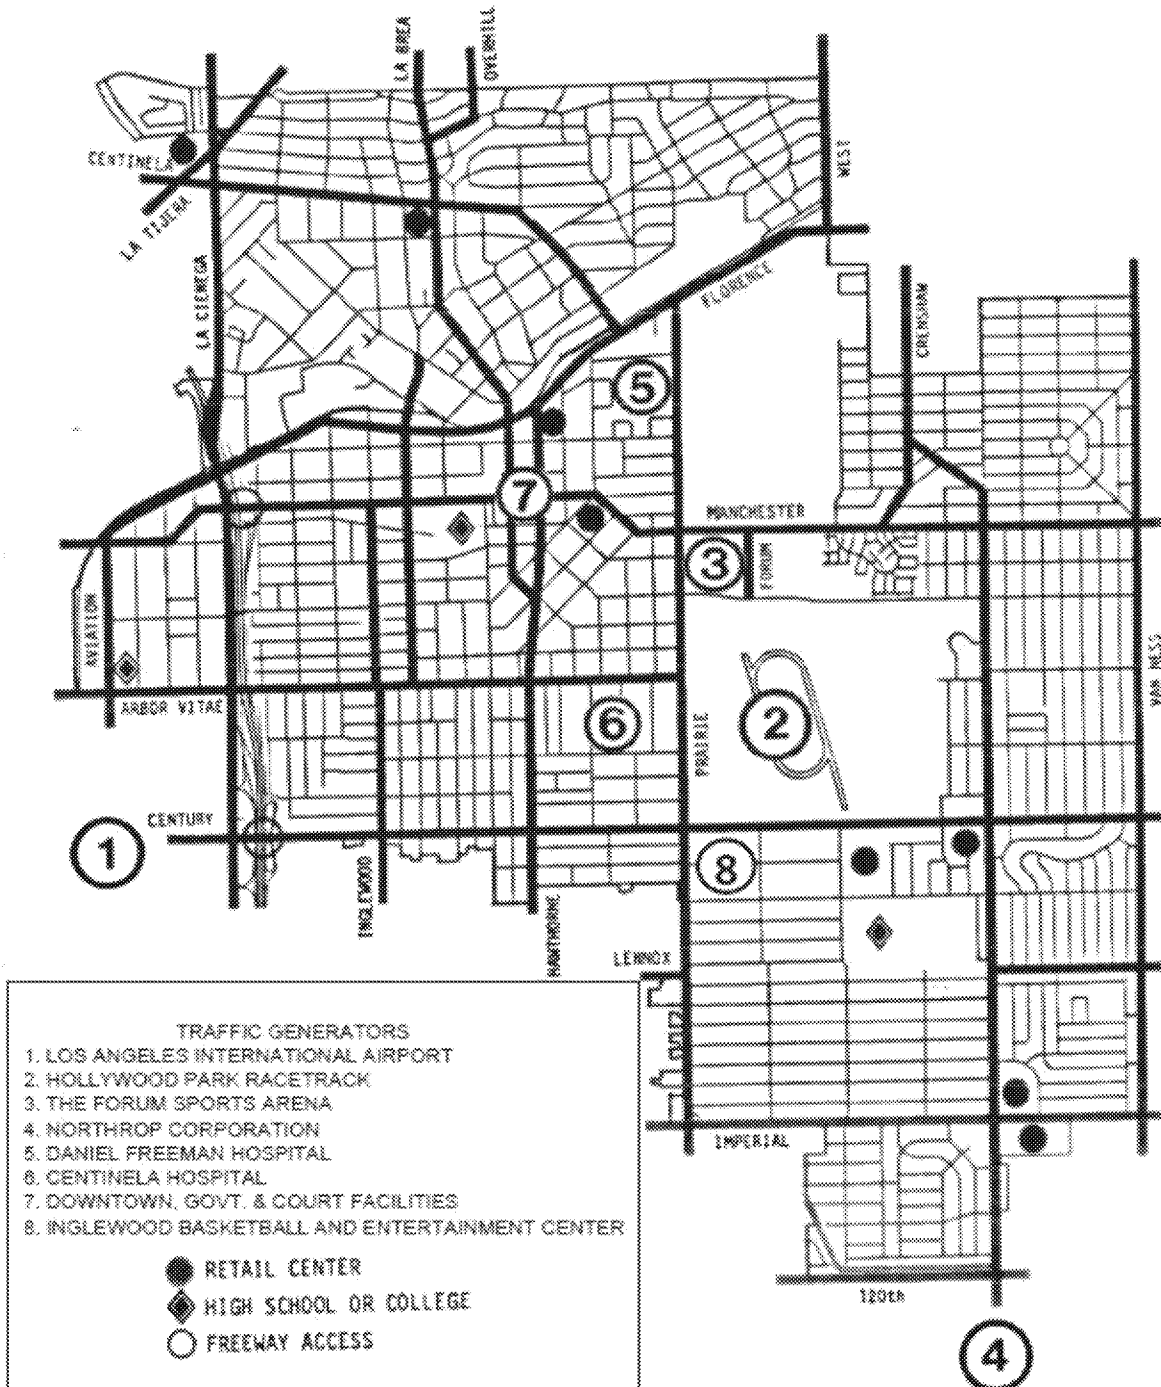 LA BREA
OVERHILL
CENTINELA
LA TIJERA
WEST
LA CIENEGA
FLORENCE
CRENSHAW
5
7
MANCHESTER
3
FORUM
AVIATION
VAN NESS
ARBOR VITAE
6
PRAIRIE
2
CENTURY
1
8
INGLEWOOD
HAWTHORNE
LENNOX
IMPERIAL
120th
4
TRAFFIC GENERATORS
1. LOS ANGELES INTERNATIONAL AIRPORT
2. HOLLYWOOD PARK RACETRACK
3. THE FORUM SPORTS ARENA
4. NORTHROP CORPORATION
5. DANIEL FREEMAN HOSPITAL
6. CENTINELA HOSPITAL
7. DOWNTOWN, GOVT. & COURT FACILITIES
8. INGLEWOOD BASKETBALL AND ENTERTAINMENT CENTER
RETAIL CENTER
HIGH SCHOOL OR COLLEGE
FREEWAY ACCESS